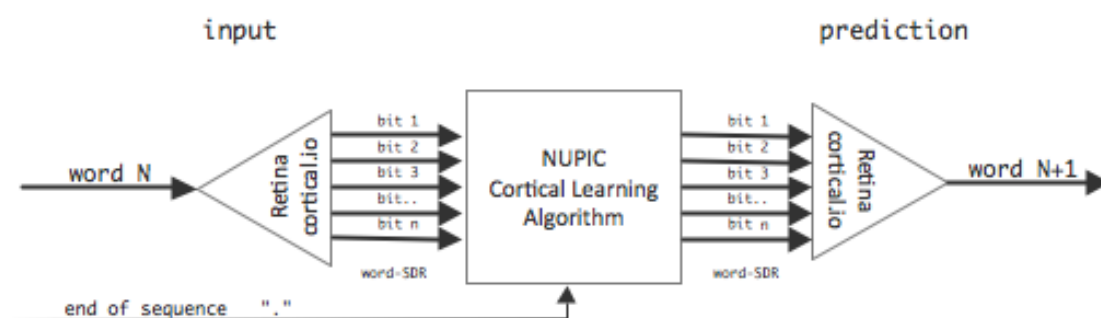 input
prediction
word N
Retina
cortical.io
bit 1
bit 2
bit 3
bit..
bit n
word-SDR
NUPIC
Cortical Learning
Algorithm
bit 1
bit 2
bit 3
bit..
bit n
word-SDR
Retina
cortical.io
word N+1
end of sequence "."